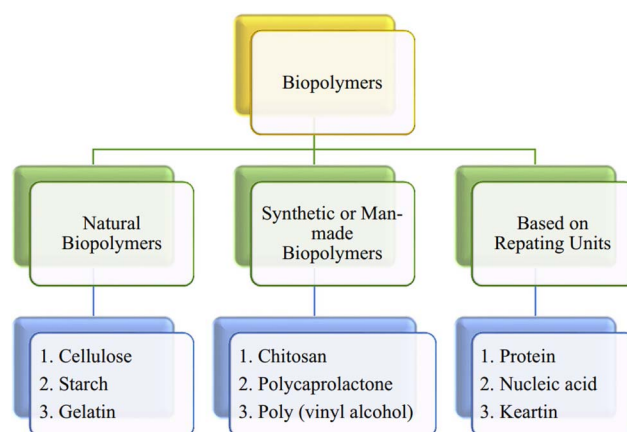 Biopolymers
Natural
Biopolymers
Synthetic or Man-
made
Biopolymers
Based on
Repating Units
1. Cellulose
2. Starch
3. Gelatin
1. Chitosan
2. Polycaprolactone
3. Poly (vinyl alcohol)
1. Protein
2. Nucleic acid
3. Keartin